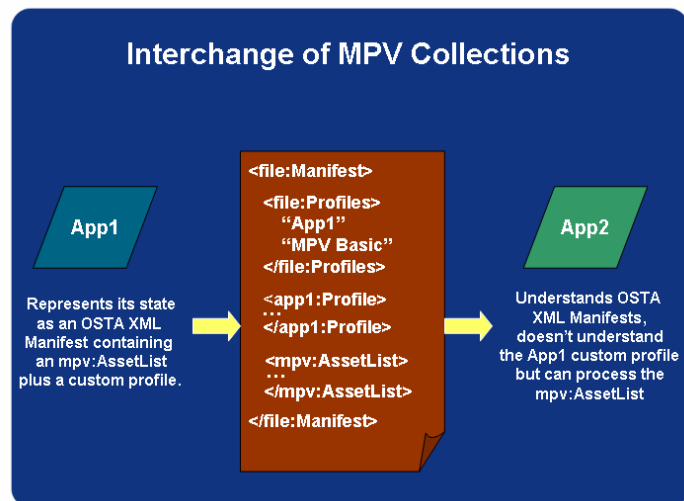 Interchange of MPV Collections
App1
Represents its state
as an OSTA XML
Manifest containing
an mpv:AssetList
plus a custom profile.
<file:Manifest>
<file:Profiles>
“App1”
“MPV Basic”
</file:Profiles>
<app1:Profile>
...
</app1:Profile>
<mpv:AssetList>
...
</mpv:AssetList>
</file:Manifest>
App2
Understands OSTA
XML Manifests,
doesn’t understand
the App1 custom profile
but can process the
mpv:AssetList